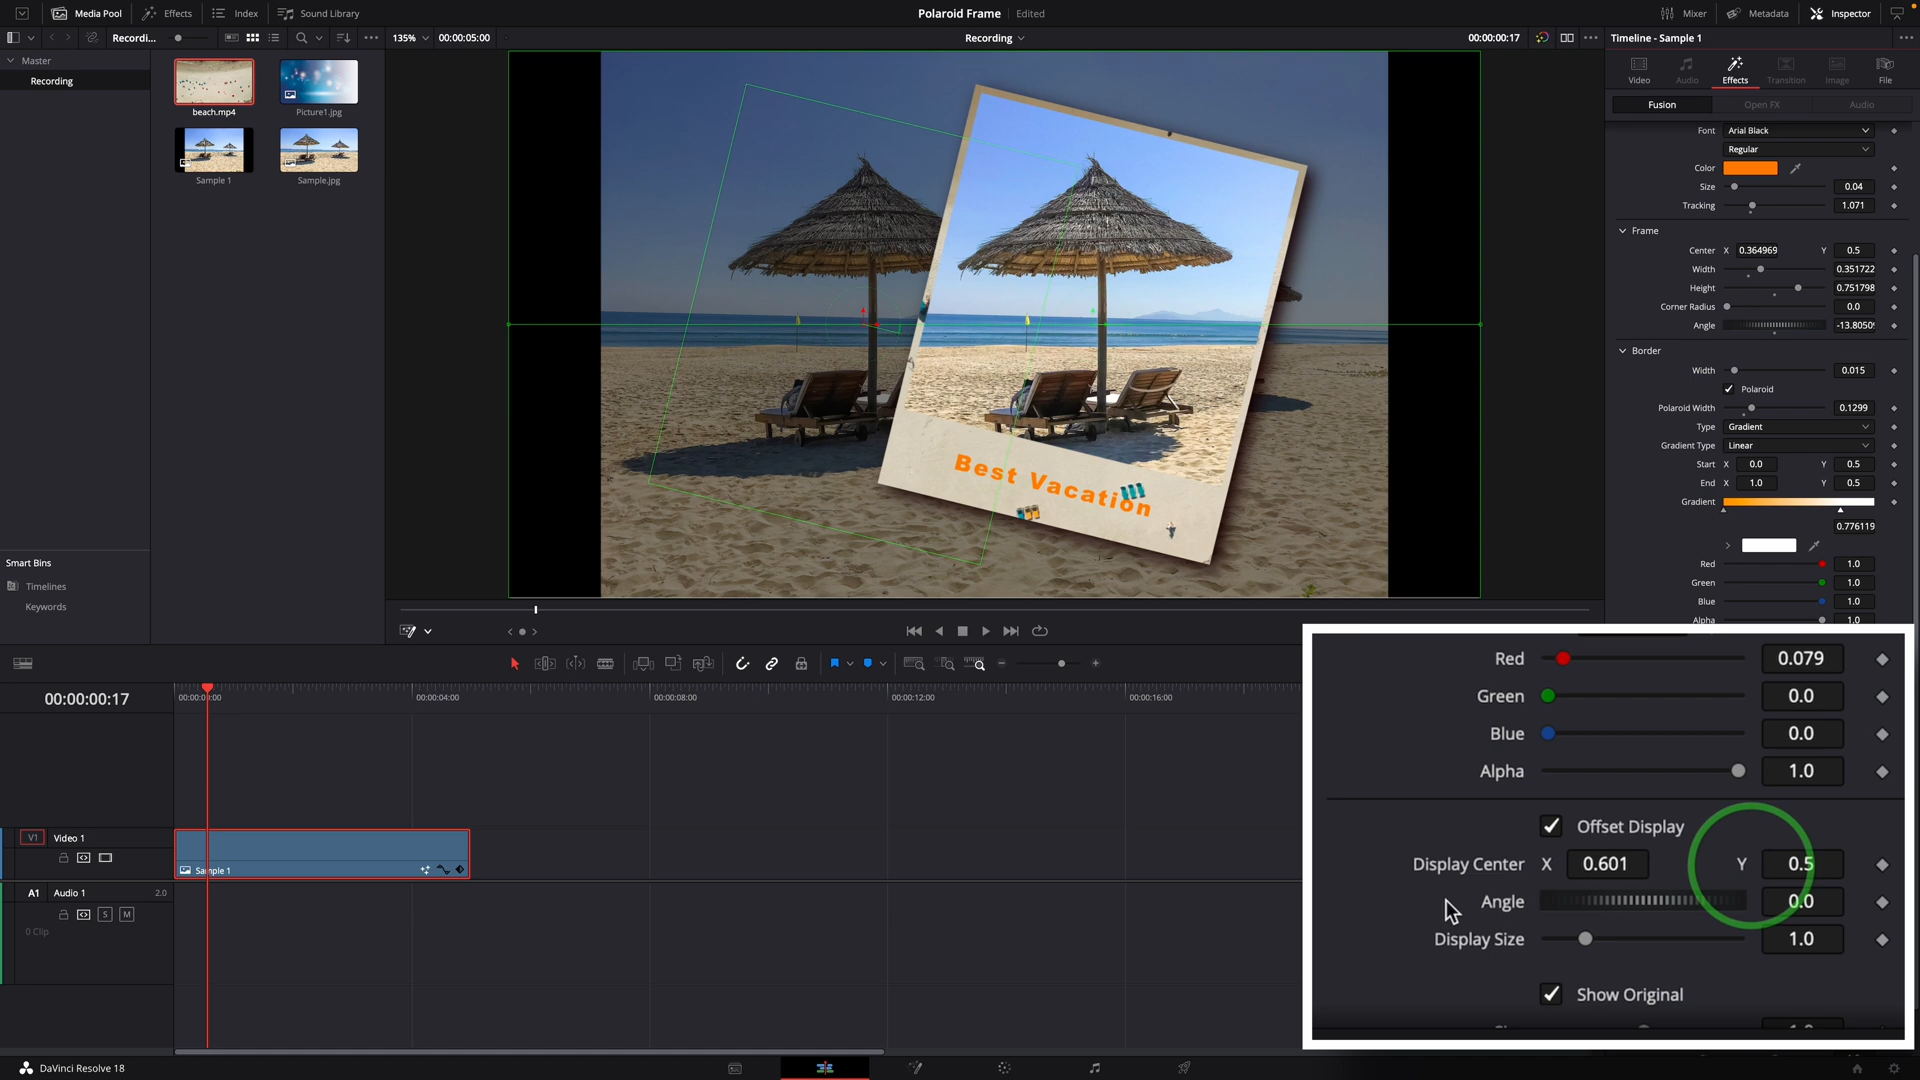 Media Pool
Effects
Index
Sound Library
Polaroid Frame
Edited
Mixer
Metadata
Inspector
Recordi...
135%
00:00:05:00
Recording
00:00:00:17
Timeline - Sample 1
Master
Recording
beach.mp4
Picture1.jpg
Sample 1
Sample.jpg
Smart Bins
Timelines
Keywords
Best Vacation
Video
Audio
Effects
Transition
Image
File
Fusion
Open FX
Audio
Font Arial Black
Regular
Color
Size 0.04
Tracking 1.071
Frame
Center X 0.364969 Y 0.5
Width 0.351722
Height 0.751798
Corner Radius 0.0
Angle
Border
Width 0.015
Polaroid
Polaroid Width 0.1299
Type Gradient
Gradient Type Linear
Start X 0.0 Y 0.5
End X 1.0 Y 0.5
Gradient
0.776119
Red 1.0
Green 1.0
Blue 1.0
Alpha 1.0
Red 0.079
Green 0.0
Blue 0.0
Alpha 1.0
Offset Display
Display Center X 0.601 Y 0.5
Angle 0.0
Display Size 1.0
Show Original
00:00:00:17
00:00:04:00
00:00:08:00
00:00:12:00
00:00:16:00
V1 Video 1
Sample 1
A1 Audio 1 2.0
S M
0 Clip
DaVinci Resolve 18